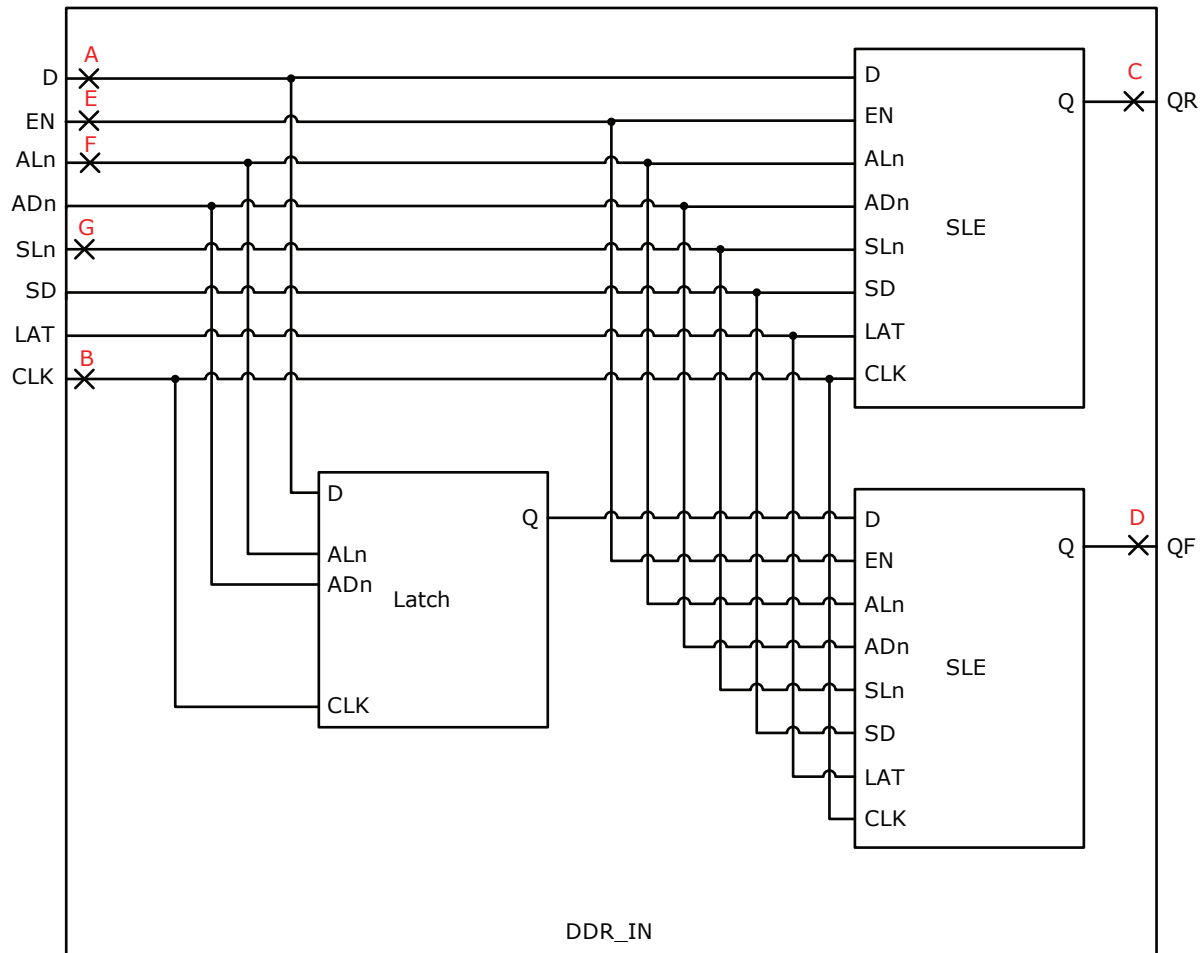 A
D
E
EN
F
ALn
ADn
G
SLn
SD
LAT
B
CLK
D
EN
ALn
ADn
SLn
SD
LAT
CLK
Q
SLE
C
QR
D
ALn
ADn
CLK
Q
Latch
D
EN
ALn
ADn
SLn
SD
LAT
CLK
Q
SLE
D
QF
DDR_IN